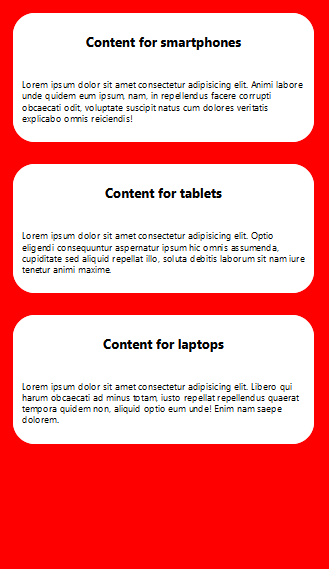 Content for smartphones
Lorem ipsum dolor sit amet consectetur adipisicing elit. Animi labore
unde quidem eum ipsum, nam, in repellendus facere corrupti
obcaecati odit, voluptate suscipit natus cum dolores veritatis
explicabo omnis reiciendis!
Content for tablets
Lorem ipsum dolor sit amet consectetur adipisicing elit. Optio
eligendi consequuntur aspernatur ipsum hic omnis assumenda,
cupiditate sed aliquid repellat illo, soluta debitis laborum sit nam iure
tenetur animi maxime.
Content for laptops
Lorem ipsum dolor sit amet consectetur adipisicing elit. Libero qui
harum obcaecati ad minus totam, iusto repellat repellendus quaerat
tempora quidem non, aliquid optio eum unde! Enim nam saepe
dolorem.